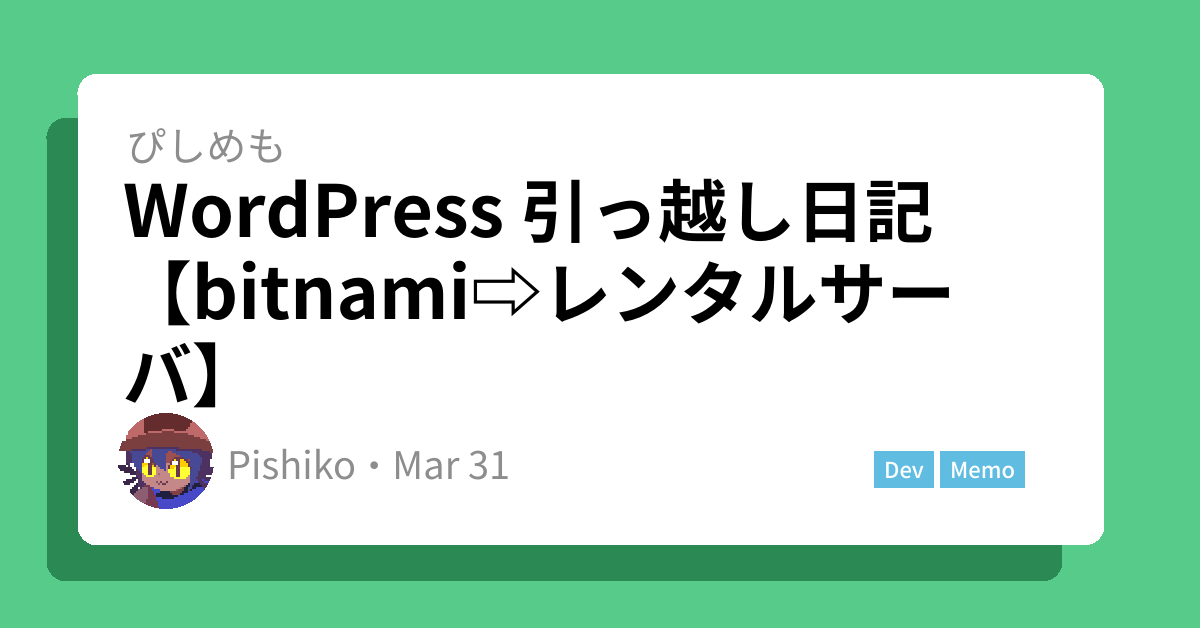 ぴしめも
WordPress 引っ越し日記
【bitnami⇨レンタルサー
バ】
Pishiko・Mar 31
Dev Memo